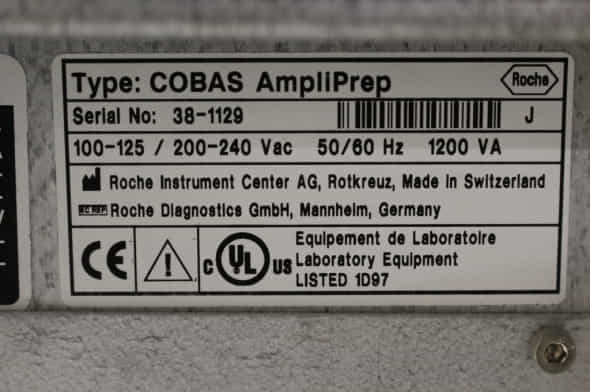 Type: COBAS AmpliPrep
Roche
Serial No: 38-1129
J
100-125 / 200-240 Vac 50/60 Hz 1200 VA
Roche Instrument Center AG, Rotkreuz, Made in Switzerland
EC REP Roche Diagnostics GmbH, Mannheim, Germany
CE
C UL US
Equipement de Laboratoire
Laboratory Equipment
LISTED 1D97